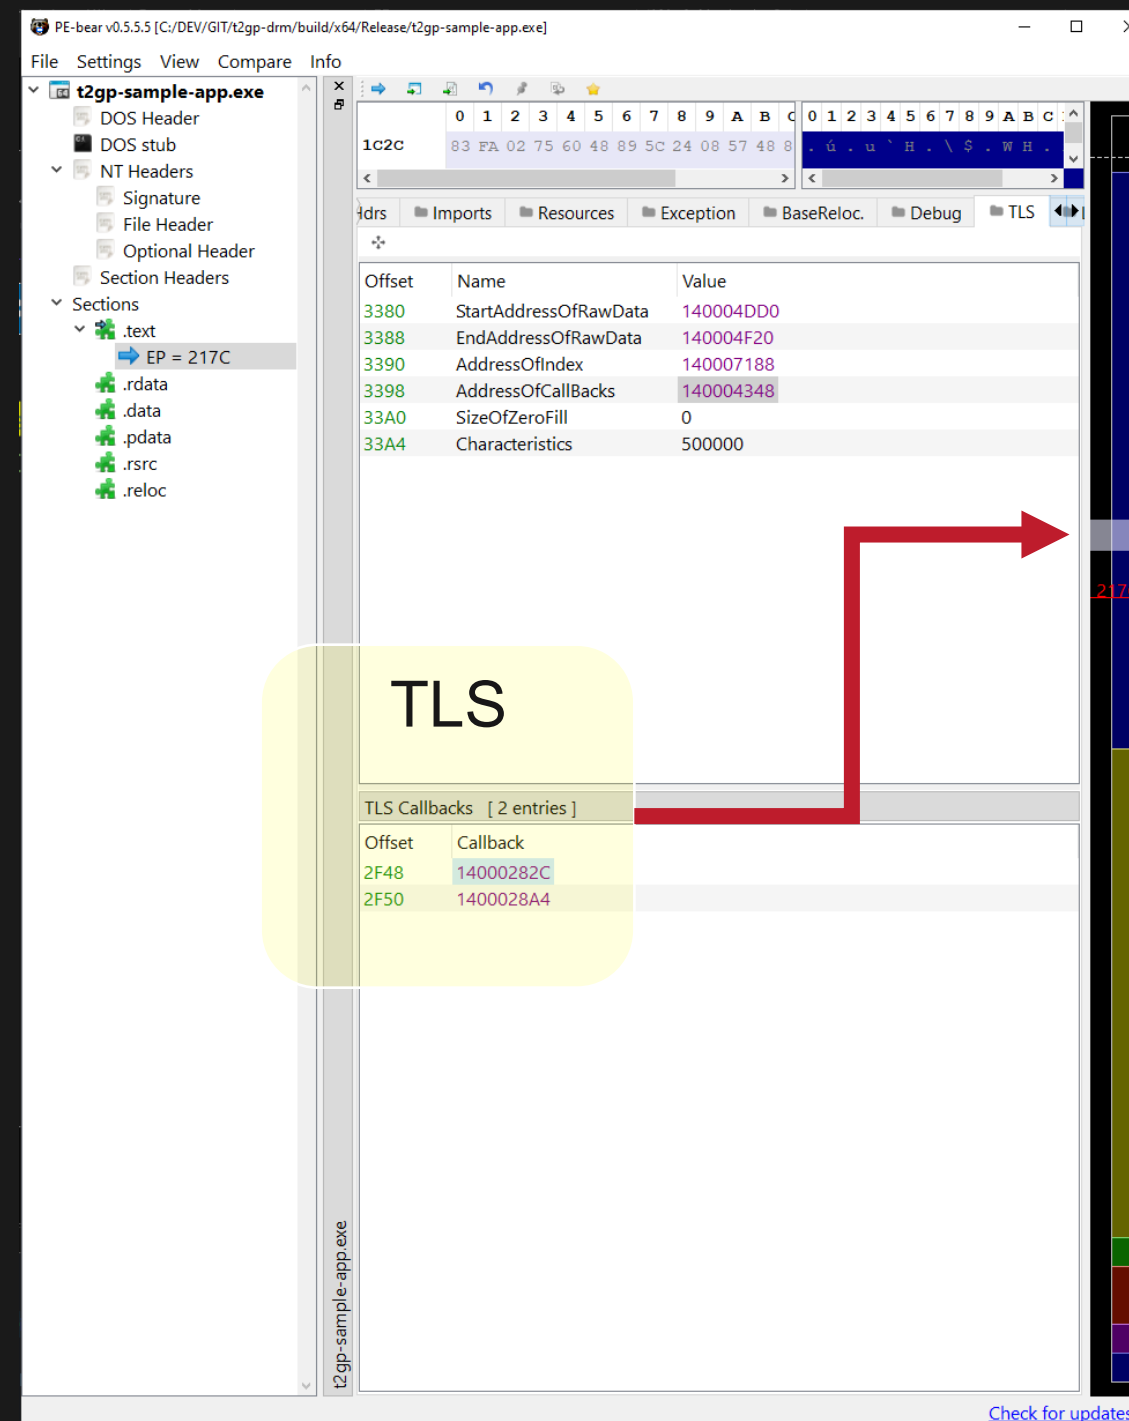 PE-bear v0.5.5.5 [C:/DEV/GIT/t2gp-drm/build/x64/Release/t2gp-sample-app.exe]
File Settings View Compare Info
t2gp-sample-app.exe
DOS Header
DOS stub
NT Headers
Signature
File Header
Optional Header
Section Headers
Sections
.text
EP = 217C
.rdata
.data
.pdata
.rsrc
.reloc
t2gp-sample-app.exe
0 1 2 3 4 5 6 7 8 9 A B C 0 1 2 3 4 5 6 7 8 9 A B C
1C2C 83 FA 02 75 60 48 89 5C 24 08 57 48 8 . ú . u ` H . \ $ . W H .
Hdrs Imports Resources Exception BaseReloc. Debug TLS
Offset Name Value
3380 StartAddressOfRawData 140004DD0
3388 EndAddressOfRawData 140004F20
3390 AddressOfIndex 140007188
3398 AddressOfCallBacks 140004348
33A0 SizeOfZeroFill 0
33A4 Characteristics 500000
217
TLS
TLS Callbacks [ 2 entries ]
Offset Callback
2F48 14000282C
2F50 1400028A4
Check for updates